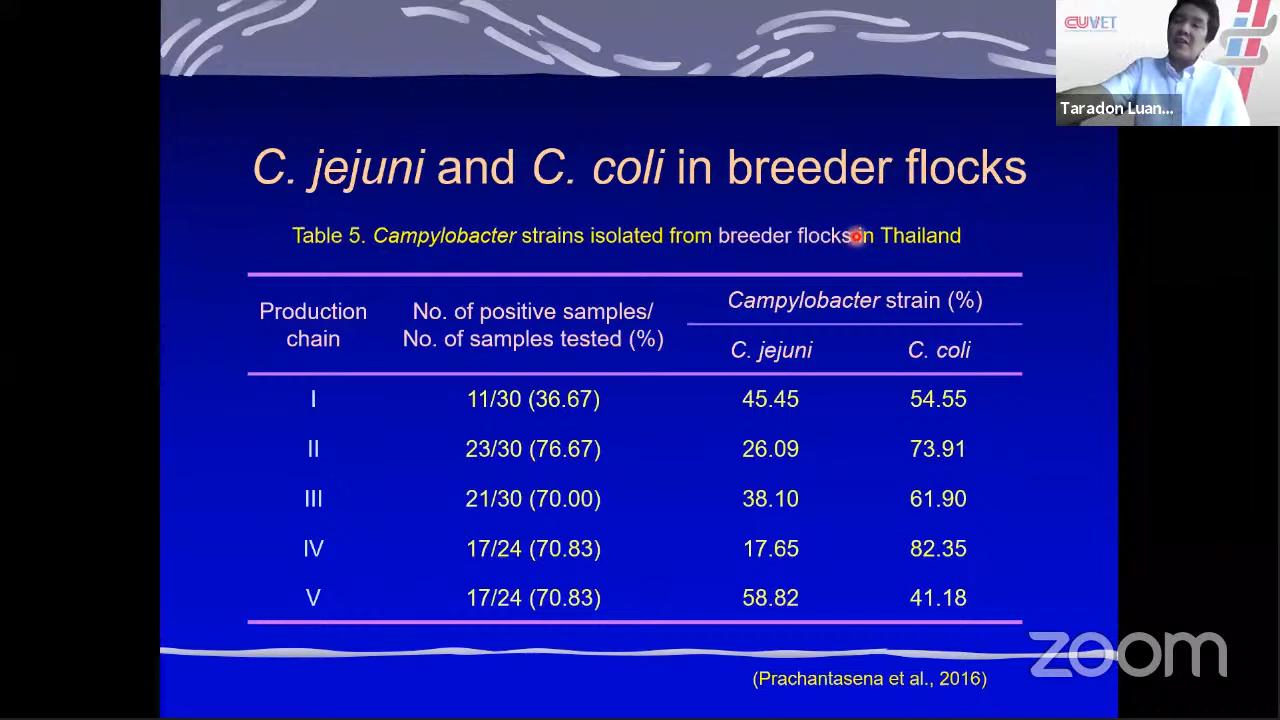 CUVET
Taradon Luan...
C. jejuni and C. coli in breeder flocks
Table 5. Campylobacter strains isolated from breeder flocks in Thailand
Production chain
No. of positive samples/
No. of samples tested (%)
Campylobacter strain (%)
C. jejuni C. coli
I 11/30 (36.67) 45.45 54.55
II 23/30 (76.67) 26.09 73.91
III 21/30 (70.00) 38.10 61.90
IV 17/24 (70.83) 17.65 82.35
V 17/24 (70.83) 58.82 41.18
(Prachantasena et al., 2016)
zoom